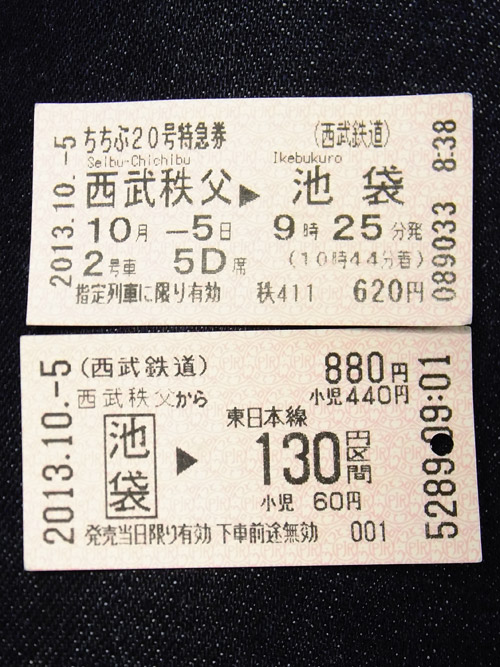 ちちぶ20号特急券 (西武鉄道)
Seibu-Chichibu Ikebukuro
西武秩父▶池袋
10月-5日 9時25分発
2号車 5D席 (10時44分着)
指定列車に限り有効 秩411 620円
2013.10.-5
089033 8:38
(西武鉄道) 880円
西武秩父から 小児440円
東日本線
池袋▶130円区間
小児 60円
発売当日限り有効 下車前途無効 001
2013.10.-5
5289 09:01